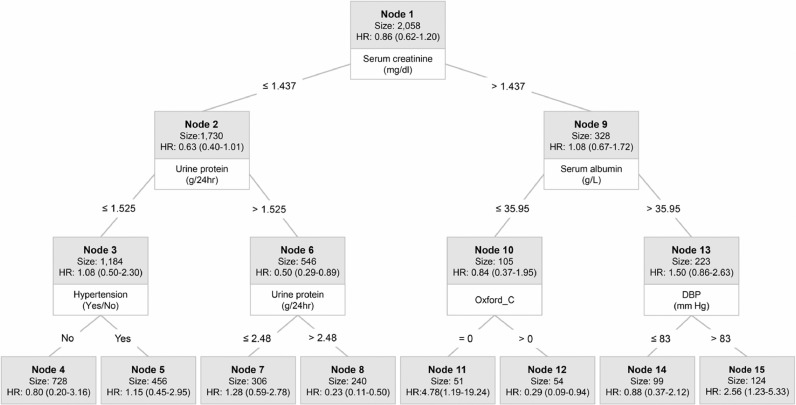 Node 1
Size: 2,058
HR: 0.86 (0.62-1.20)
Serum creatinine
(mg/dl)
≤ 1.437
> 1.437
Node 2
Size:1,730
HR: 0.63 (0.40-1.01)
Urine protein
(g/24hr)
Node 9
Size: 328
HR: 1.08 (0.67-1.72)
Serum albumin
(g/L)
≤ 1.525
> 1.525
≤ 35.95
> 35.95
Node 3
Size: 1,184
HR: 1.08 (0.50-2.30)
Hypertension
(Yes/No)
Node 6
Size: 546
HR: 0.50 (0.29-0.89)
Urine protein
(g/24hr)
Node 10
Size: 105
HR: 0.84 (0.37-1.95)
Oxford_C
Node 13
Size: 223
HR: 1.50 (0.86-2.63)
DBP
(mm Hg)
No
Yes
≤ 2.48
> 2.48
= 0
> 0
≤ 83
> 83
Node 4
Size: 728
HR: 0.80 (0.20-3.16)
Node 5
Size: 456
HR: 1.15 (0.45-2.95)
Node 7
Size: 306
HR: 1.28 (0.59-2.78)
Node 8
Size: 240
HR: 0.23 (0.11-0.50)
Node 11
Size: 51
HR:4.78(1.19-19.24)
Node 12
Size: 54
HR: 0.29 (0.09-0.94)
Node 14
Size: 99
HR: 0.88 (0.37-2.12)
Node 15
Size: 124
HR: 2.56 (1.23-5.33)